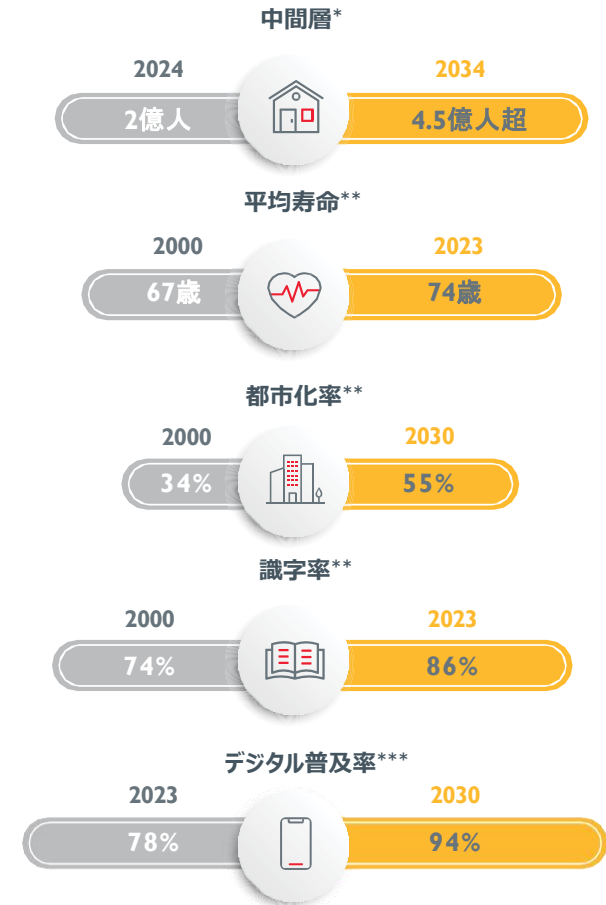 中間層*
2024 2034
2億人 4.5億人超
平均寿命**
2000 2023
67歳 74歳
都市化率**
2000 2030
34% 55%
識字率**
2000 2023
74% 86%
デジタル普及率***
2023 2030
78% 94%